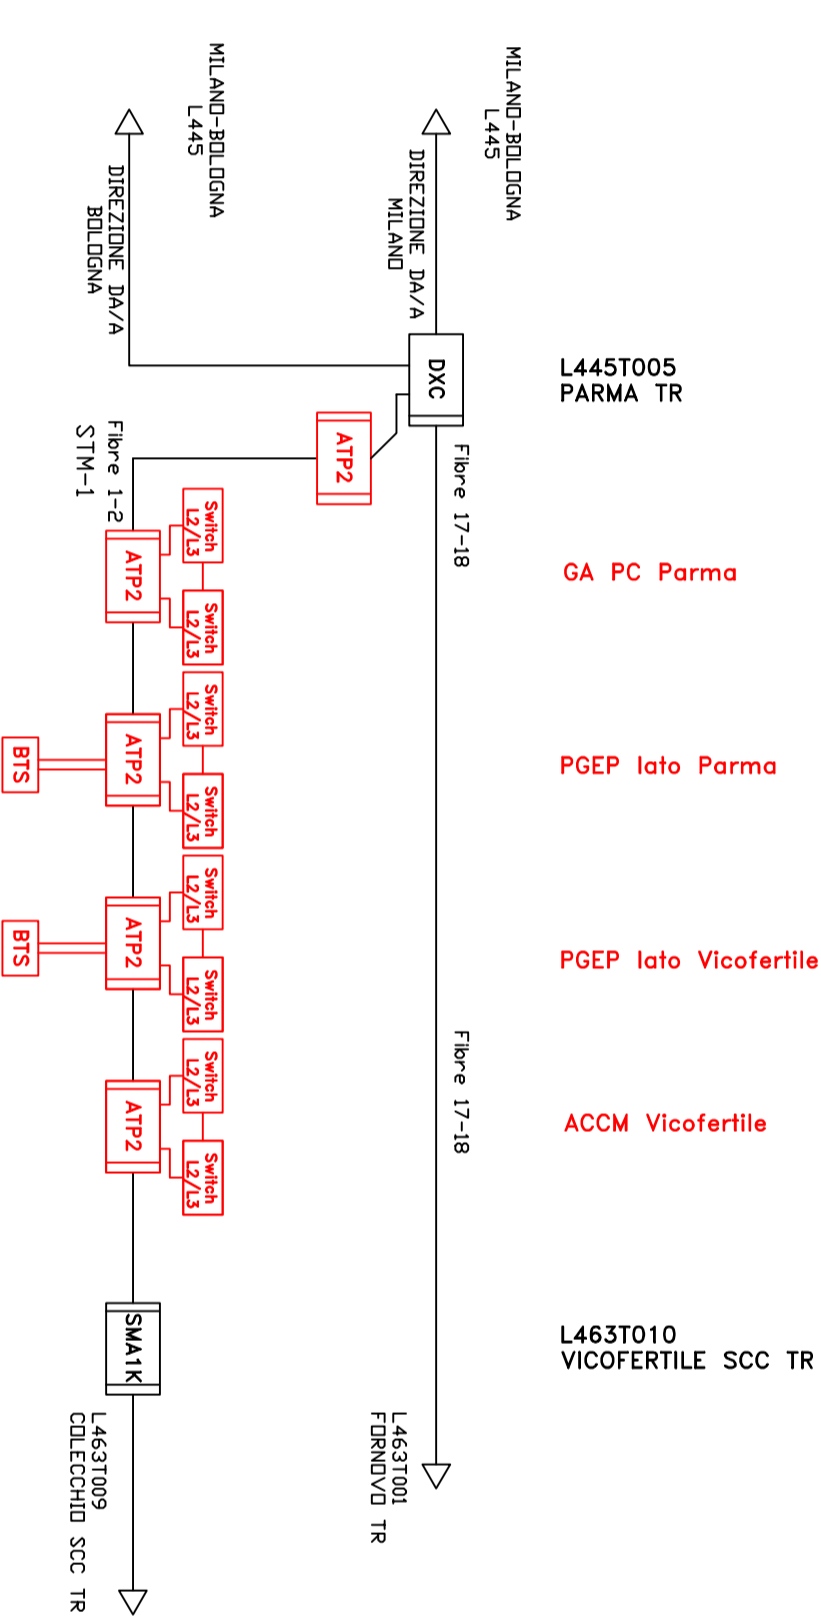 MILANO-BOLOGNA
L445
MILANO-BOLOGNA
L445
DIREZIONE DA/A
MILANO
DIREZIONE DA/A
BOLOGNA
L445T005
PARMA TR
DXC
ATP2
Fibre 17-18
Fibre 1-2
STM-1
GA PC Parma
Switch
L2/L3
Switch
L2/L3
ATP2
PGEP lato Parma
Switch
L2/L3
Switch
L2/L3
ATP2
BTS
PGEP lato Vicofertile
Switch
L2/L3
Switch
L2/L3
ATP2
BTS
Fibre 17-18
ACCM Vicofertile
Switch
L2/L3
Switch
L2/L3
ATP2
L463T010
VICOFERTILE SCC TR
SMA1K
L463T001
FORNOVO TR
L463T009
COLECCHIO SCC TR